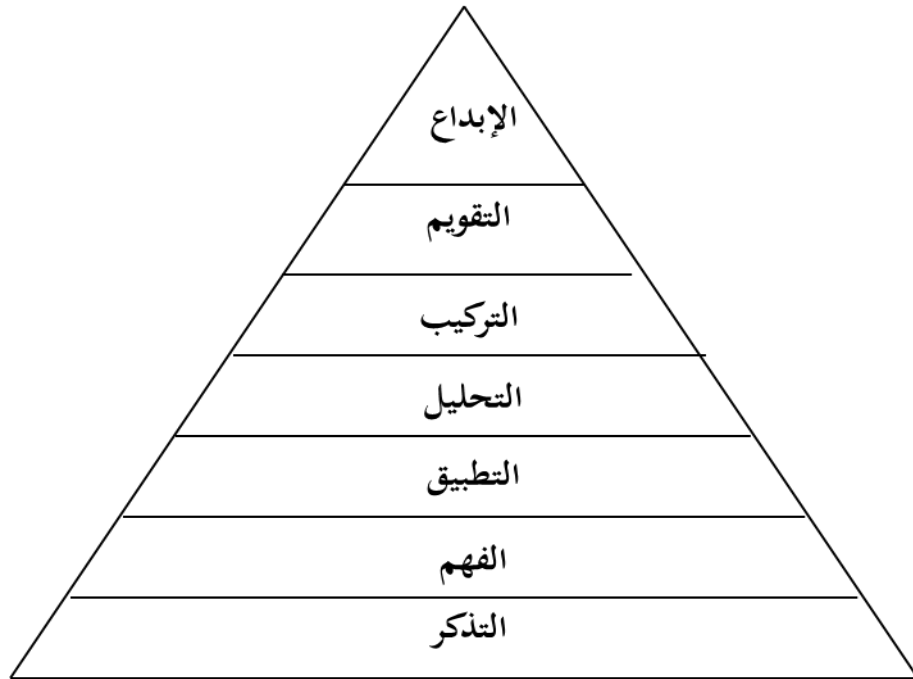 الإبداع
التقويم
التركيب
التحليل
التطبيق
الفهم
التذكر